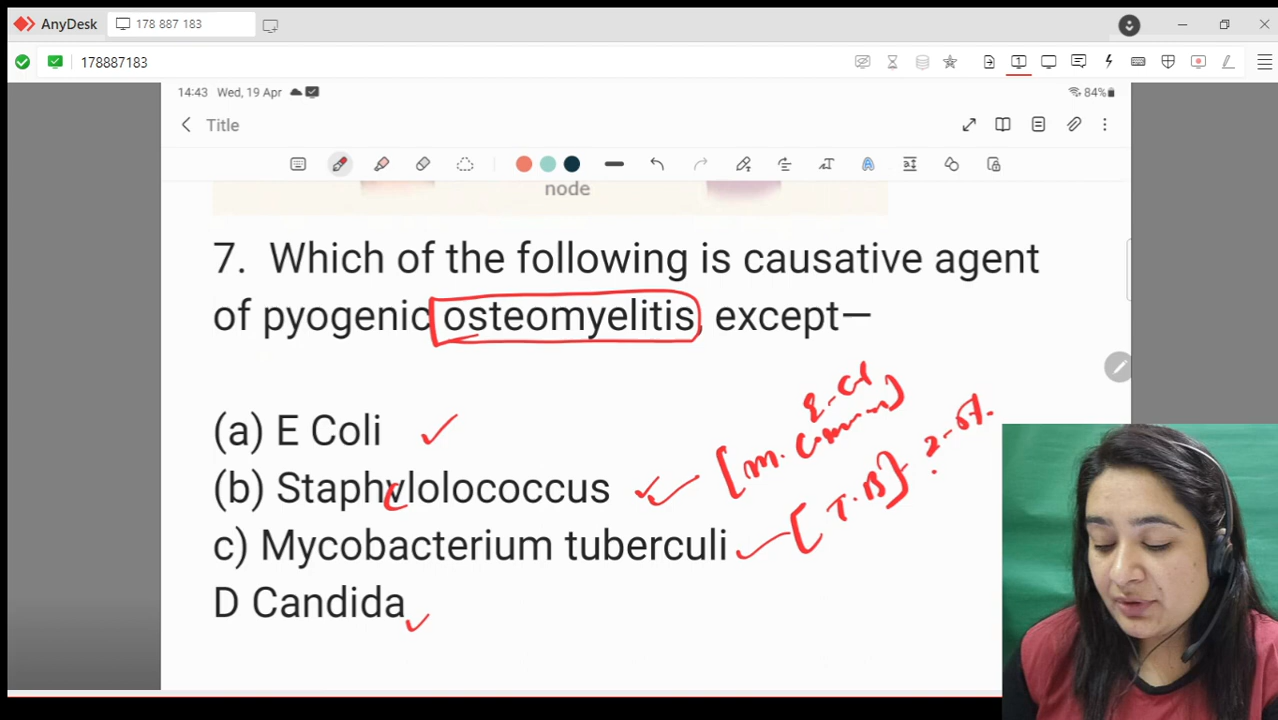 AnyDesk
178 887 183
178887183
14:43 Wed, 19 Apr
84%
Title
node
7. Which of the following is causative agent
of pyogenic osteomyelitis, except—
(a) E Coli
(b) Staphylolococcus
[m.
c) Mycobacterium tuberculi
[T.B]
D Candida